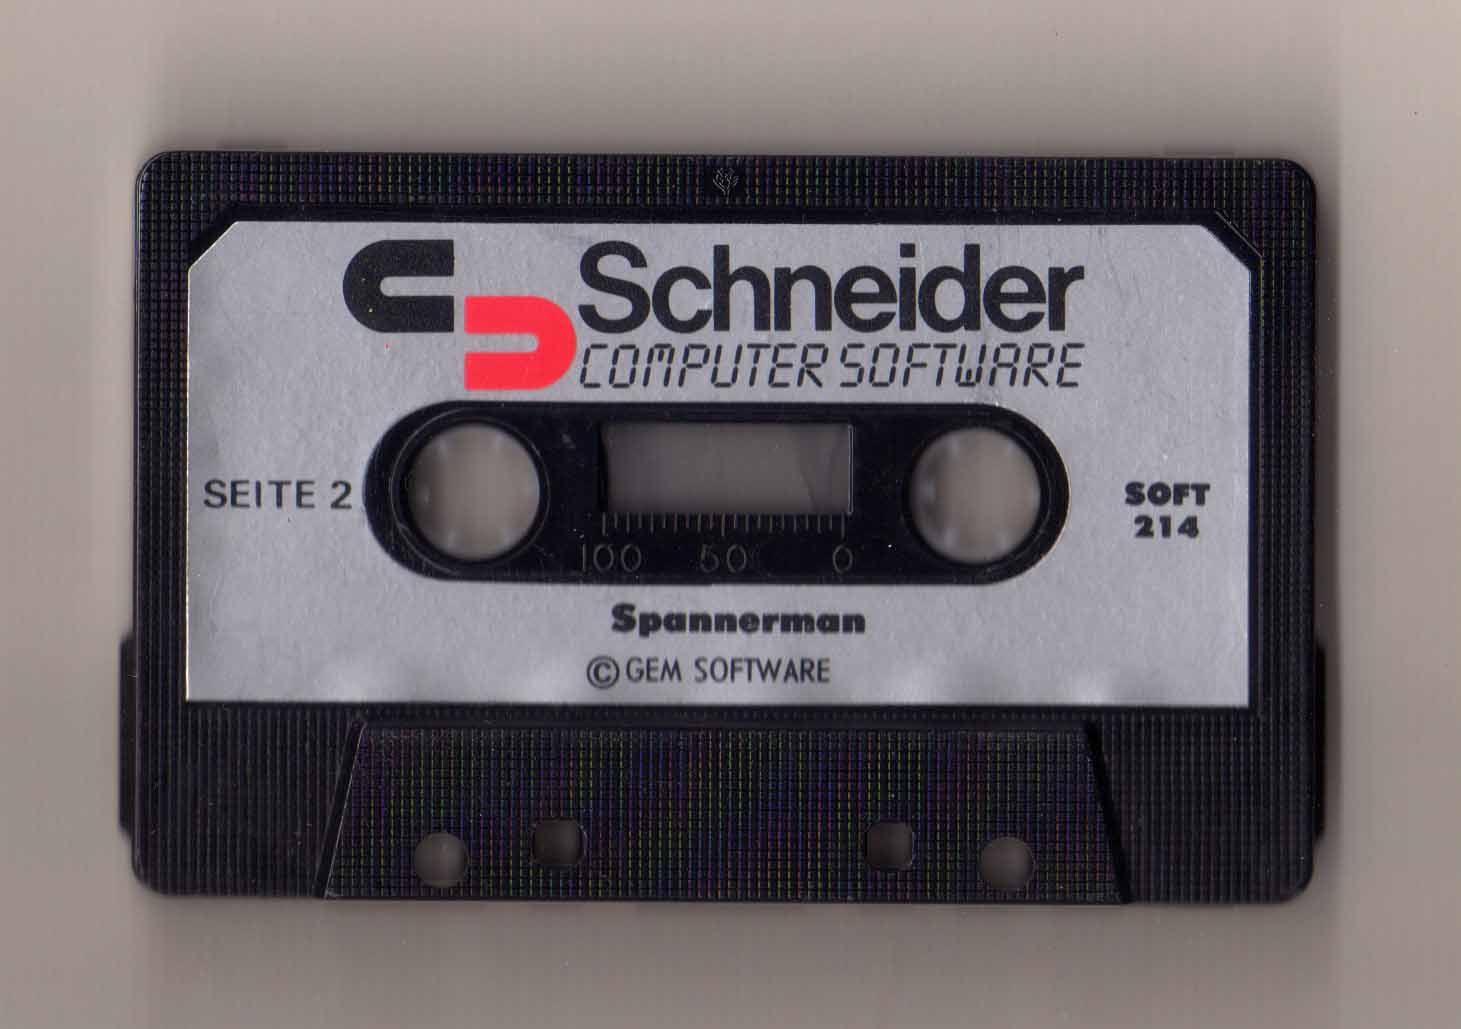 Schneider
COMPUTER SOFTWARE
SEITE 2
SOFT
214
100 50 0
Spannerman
© GEM SOFTWARE